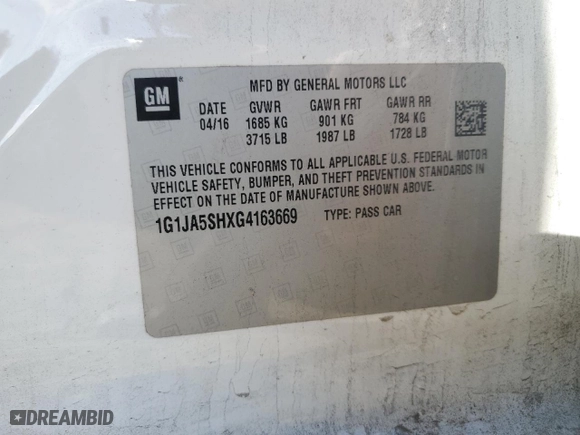 GM
MFD BY GENERAL MOTORS LLC
DATE GVWR GAWR FRT GAWR RR
04/16 1685 KG 901 KG 784 KG
3715 LB 1987 LB 1728 LB
THIS VEHICLE CONFORMS TO ALL APPLICABLE U.S. FEDERAL MOTOR
VEHICLE SAFETY, BUMPER, AND THEFT PREVENTION STANDARDS IN
EFFECT ON THE DATE OF MANUFACTURE SHOWN ABOVE.
1G1JA5SHXG4163669 TYPE: PASS CAR
DREAMBID